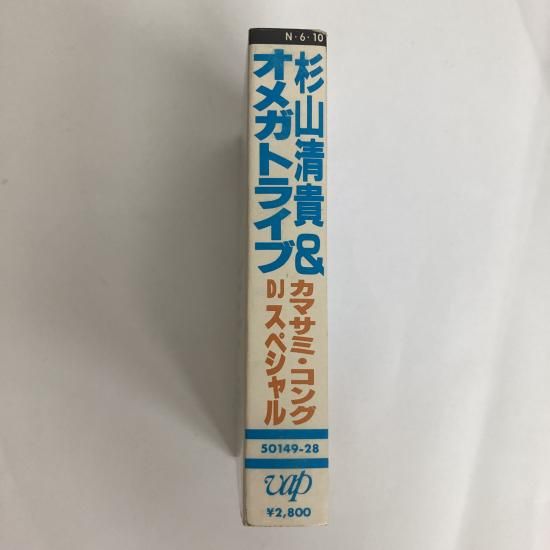 N·6·10
杉山清貴&
オメガトライブ
カマサミ・コング
DJスペシャル
50149-28
vap
¥2,800